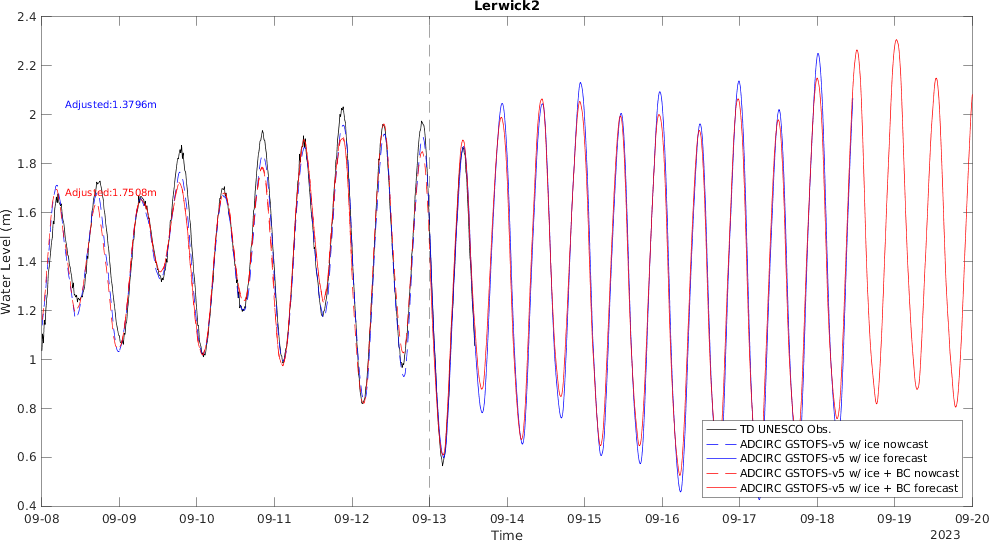 Lerwick2
2.4
2.2
2
1.8
1.6
1.4
1.2
1
0.8
0.6
0.4
Water Level (m)
Adjusted:1.3796m
Adjusted:1.7508m
TD UNESCO Obs.
ADCIRC GSTOFS-v5 w/ ice nowcast
ADCIRC GSTOFS-v5 w/ ice forecast
ADCIRC GSTOFS-v5 w/ ice + BC nowcast
ADCIRC GSTOFS-v5 w/ ice + BC forecast
09-08 09-09 09-10 09-11 09-12 09-13 09-14 09-15 09-16 09-17 09-18 09-19 09-20
Time
2023